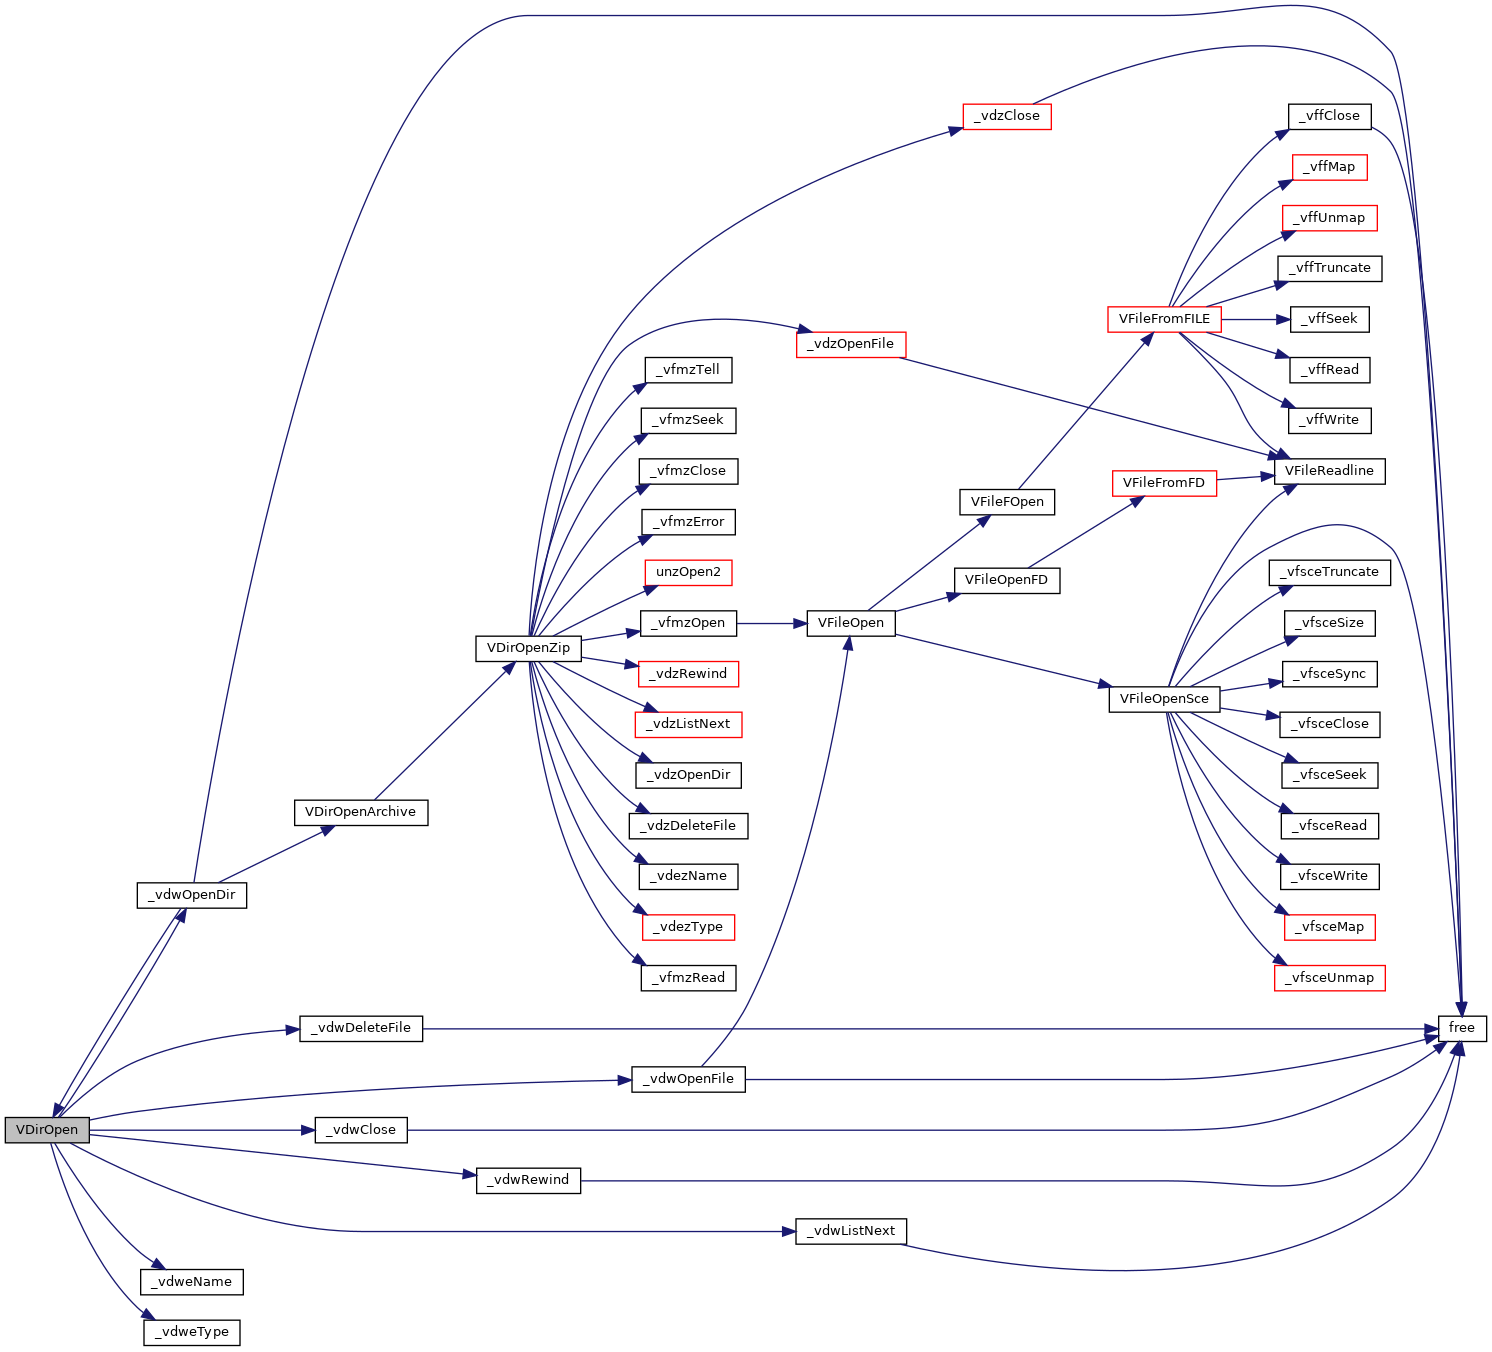 _vdzClose
_vffClose
_vffMap
_vffUnmap
_vffTruncate
VFileFromFILE
_vffSeek
_vdzOpenFile
_vfmzTell
_vffRead
_vfmzSeek
_vffWrite
_vfmzClose
VFileReadline
VFileFromFD
VFileFOpen
_vfmzError
unzOpen2
VFileOpenFD
_vfsceTruncate
_vfmzOpen
VFileOpen
_vfsceSize
VDirOpenZip
_vdzRewind
_vfsceSync
VFileOpenSce
_vdzListNext
_vfsceClose
_vdzOpenDir
_vfsceSeek
VDirOpenArchive
_vdzDeleteFile
_vfsceRead
_vdezName
_vfsceWrite
_vdwOpenDir
_vdezType
_vfsceMap
_vfmzRead
_vfsceUnmap
_vdwDeleteFile
free
_vdwOpenFile
VDirOpen
_vdwClose
_vdwRewind
_vdwListNext
_vdweName
_vdweType